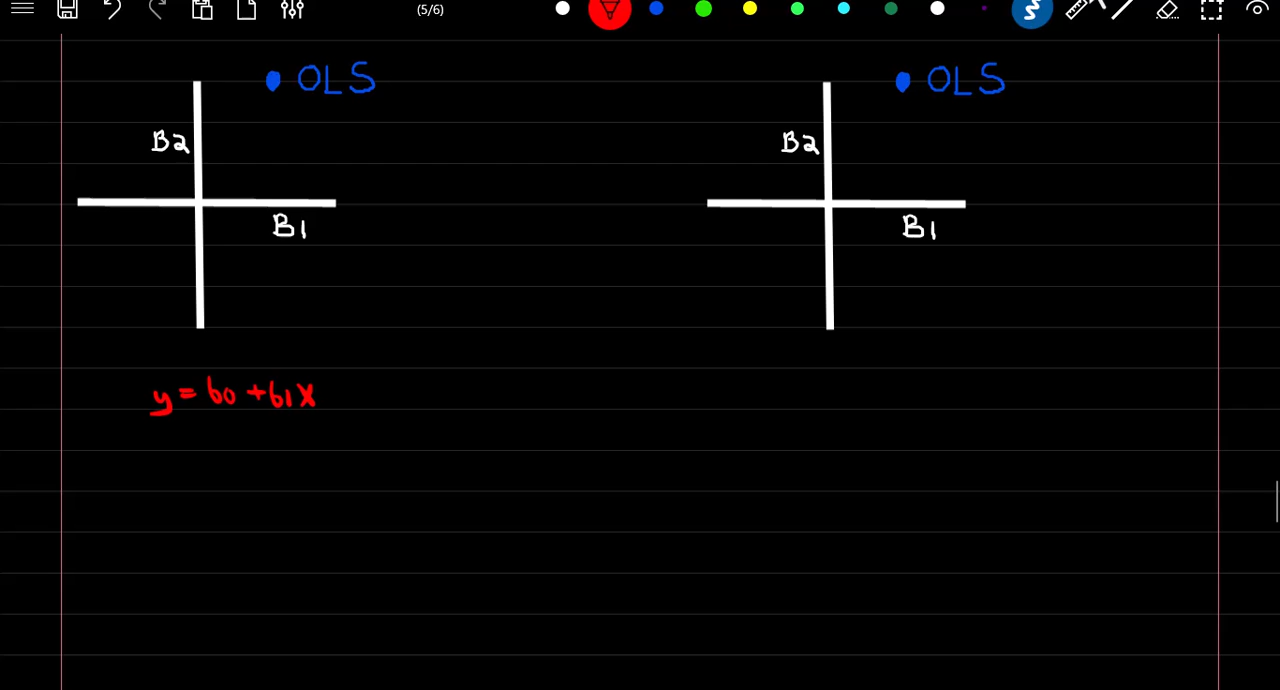 (5/6)
OLS
OLS
B2
B2
B1
B1
y = b0 + b1x